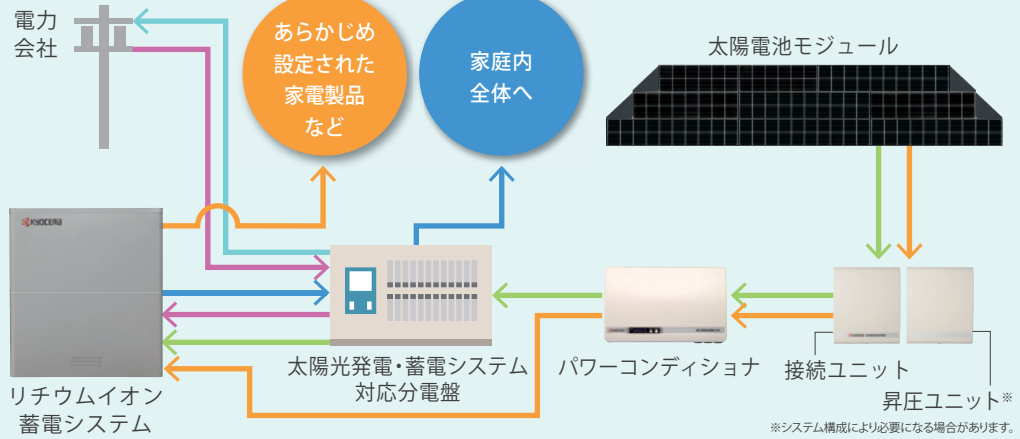 電力
会社
あらかじめ
設定された
家電製品
など
家庭内
全体へ
太陽電池モジュール
KYOCERA
太陽光発電・蓄電システム
対応分電盤
パワーコンディショナ
接続ユニット
昇圧ユニット※
リチウムイオン
蓄電システム
※システム構成により必要になる場合があります。